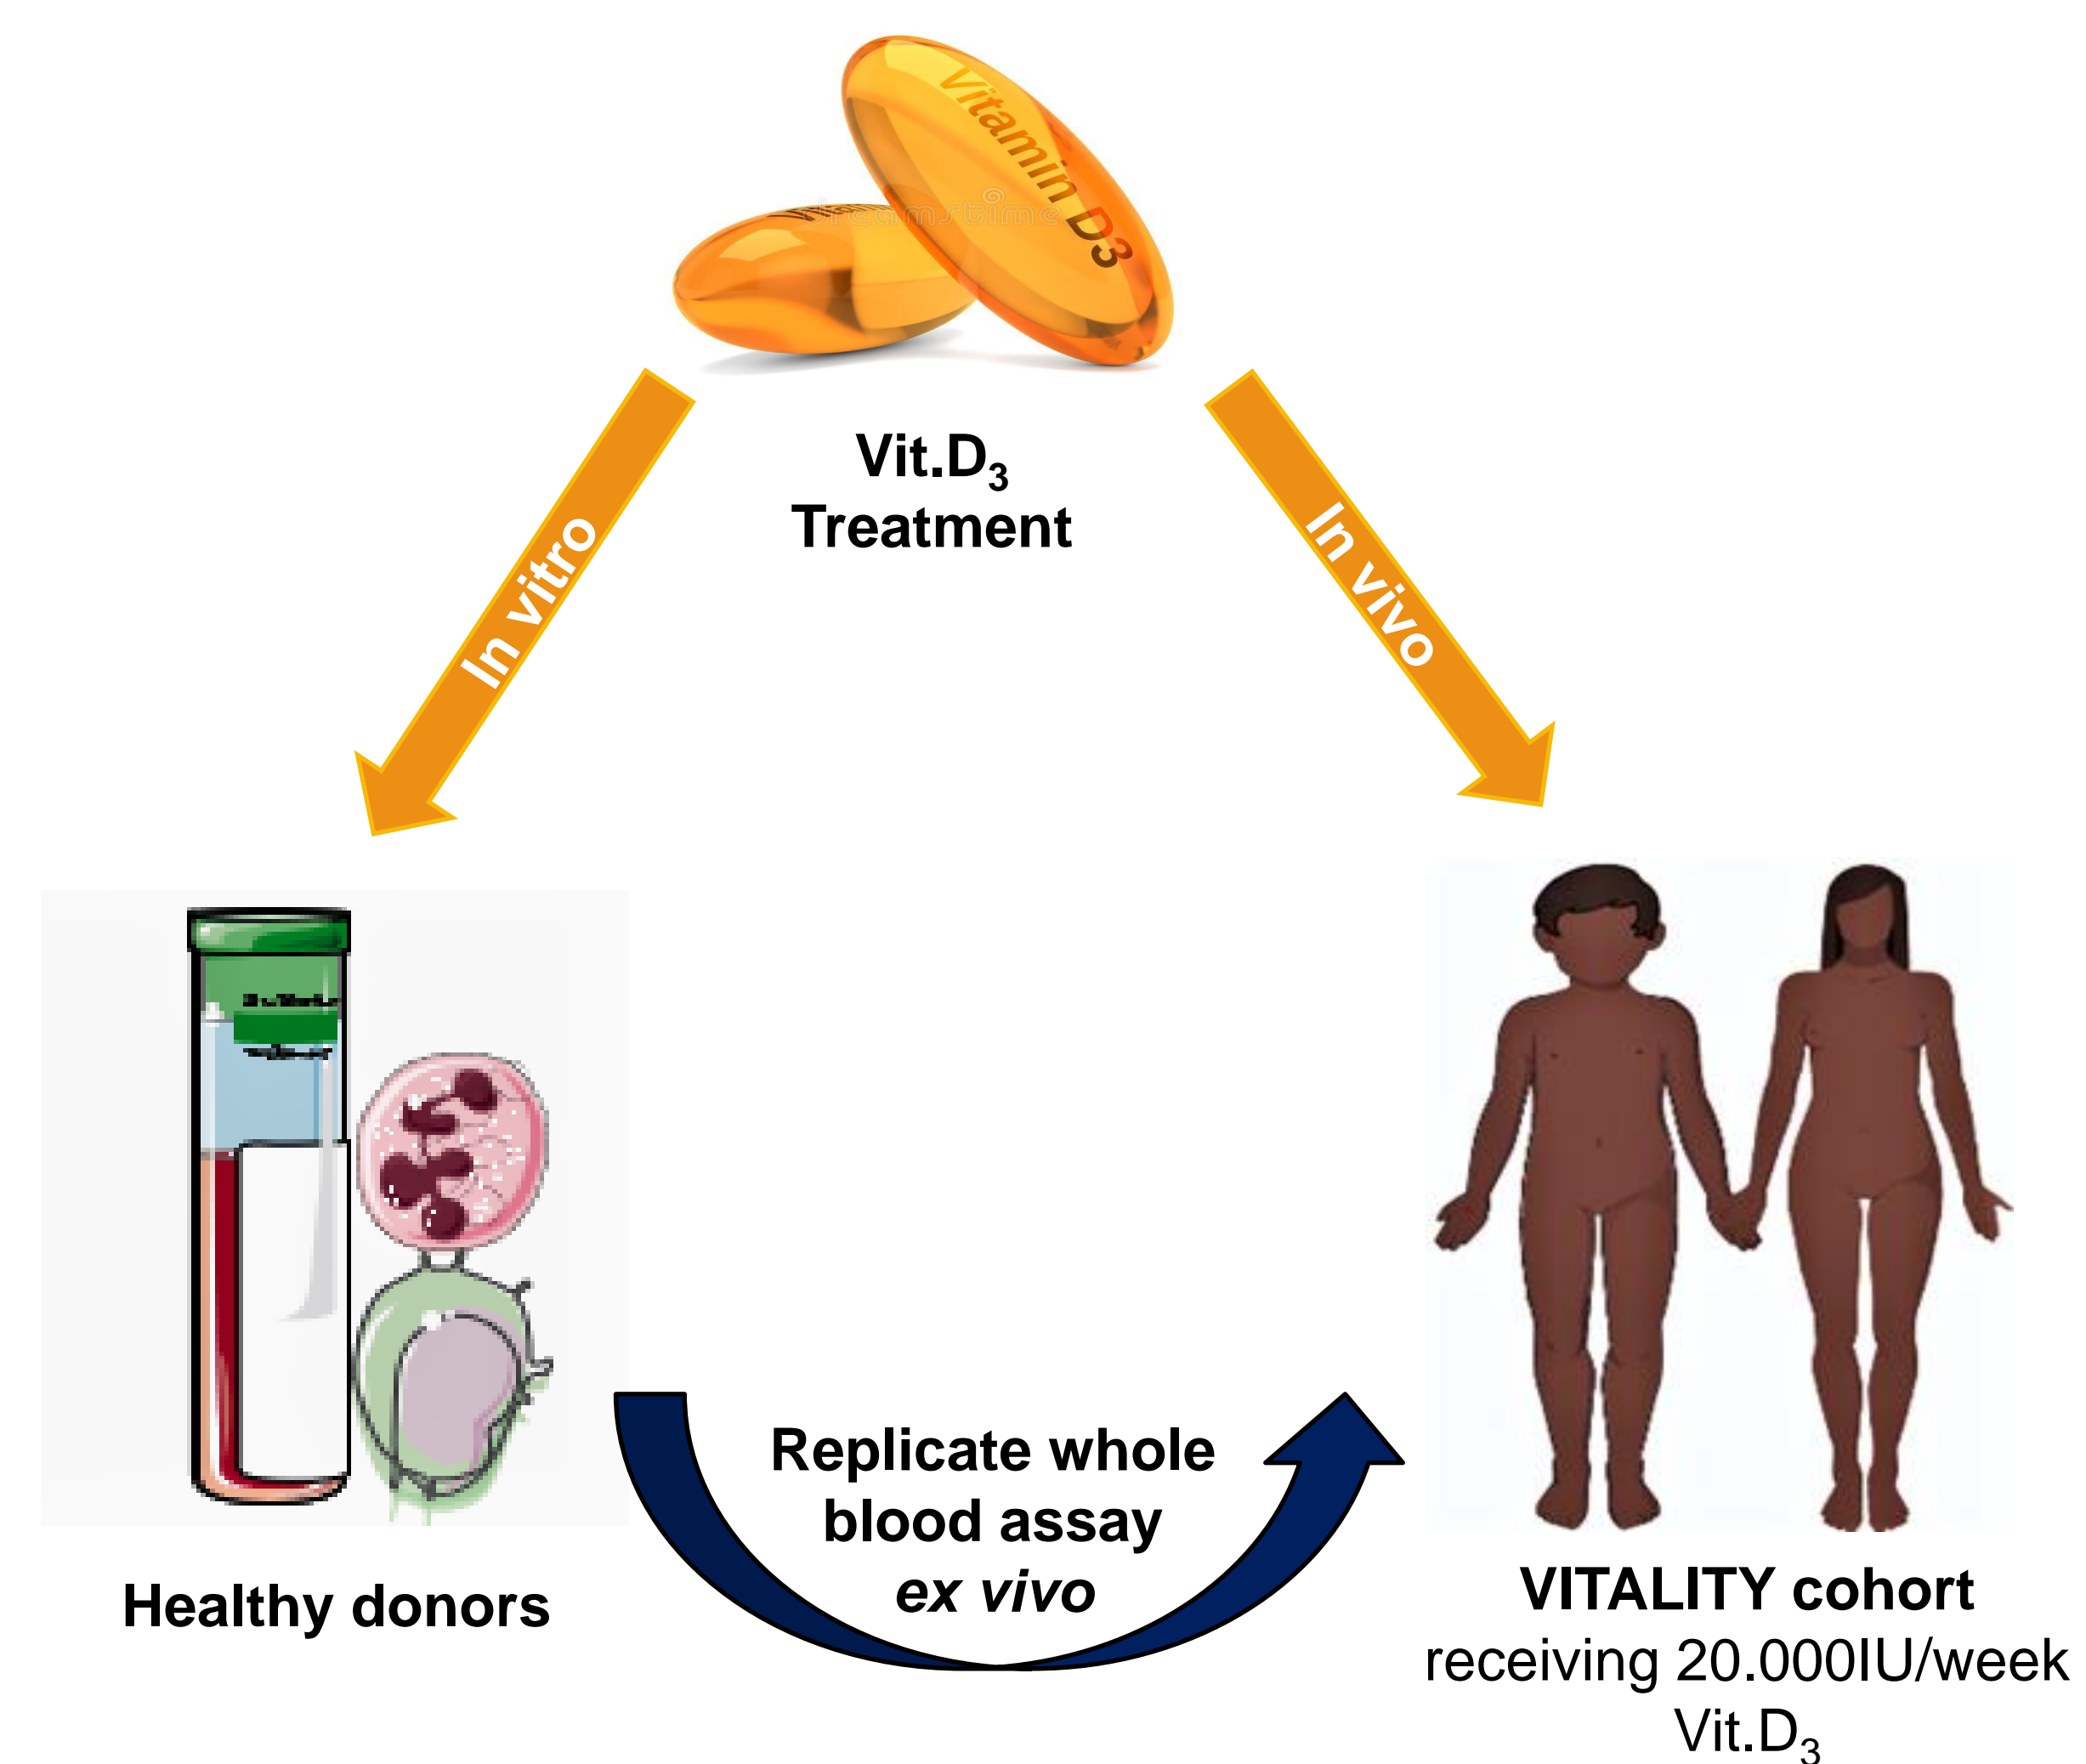 Vitamin D3
dreamstime
Vit.D₃
Treatment
In vitro
In vivo
Replicate whole
blood assay
ex vivo
Healthy donors
VITALITY cohort
receiving 20.000IU/week
Vit.D₃